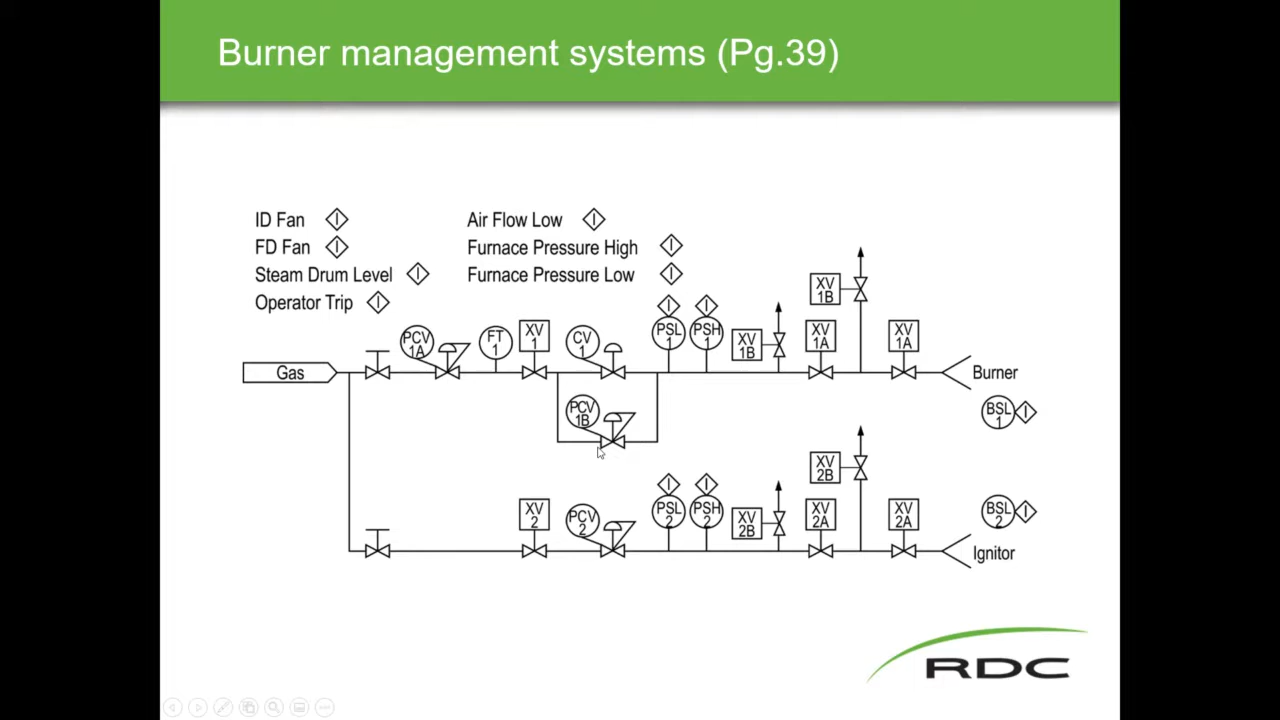 Burner management systems (Pg.39)
ID Fan I
FD Fan I
Steam Drum Level I
Operator Trip I
Air Flow Low I
Furnace Pressure High I
Furnace Pressure Low I
Gas
PCV
1A
FT
1
XV
1
CV
1
PCV
1B
I
PSL
1
I
PSH
1
XV
1B
XV
1A
XV
1B
XV
1A
Burner
BSL
1
I
XV
2
PCV
2
I
PSL
2
I
PSH
2
XV
2B
XV
2A
XV
2B
XV
2A
BSL
2
I
Ignitor
RDC